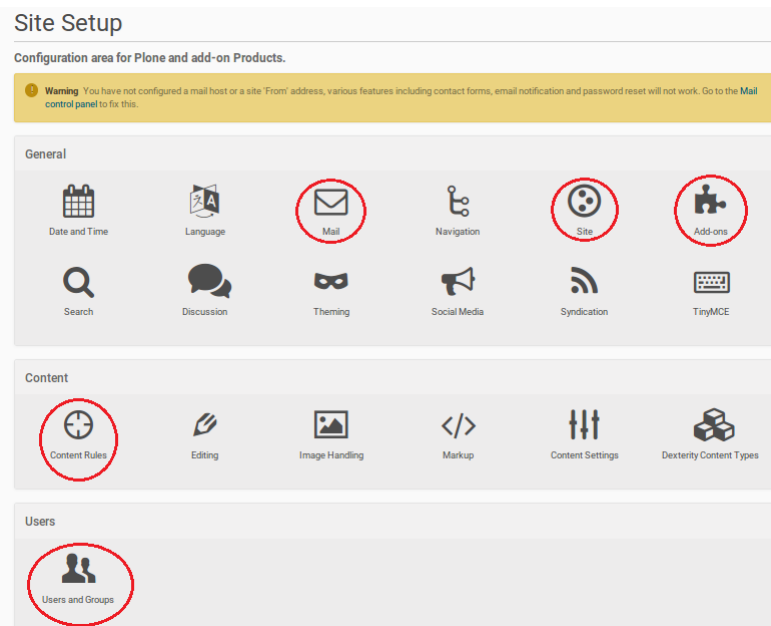 Site Setup
Configuration area for Plone and add-on Products.
Warning You have not configured a mail host or a site 'From' address, various features including contact forms, email notification and password reset will not work. Go to the Mail
control panel to fix this.
General
Date and Time Language Mail Navigation Site Add-ons
Search Discussion Theming Social Media Syndication TinyMCE
Content
Content Rules Editing Image Handling Markup Content Settings Dexterity Content Types
Users
Users and Groups